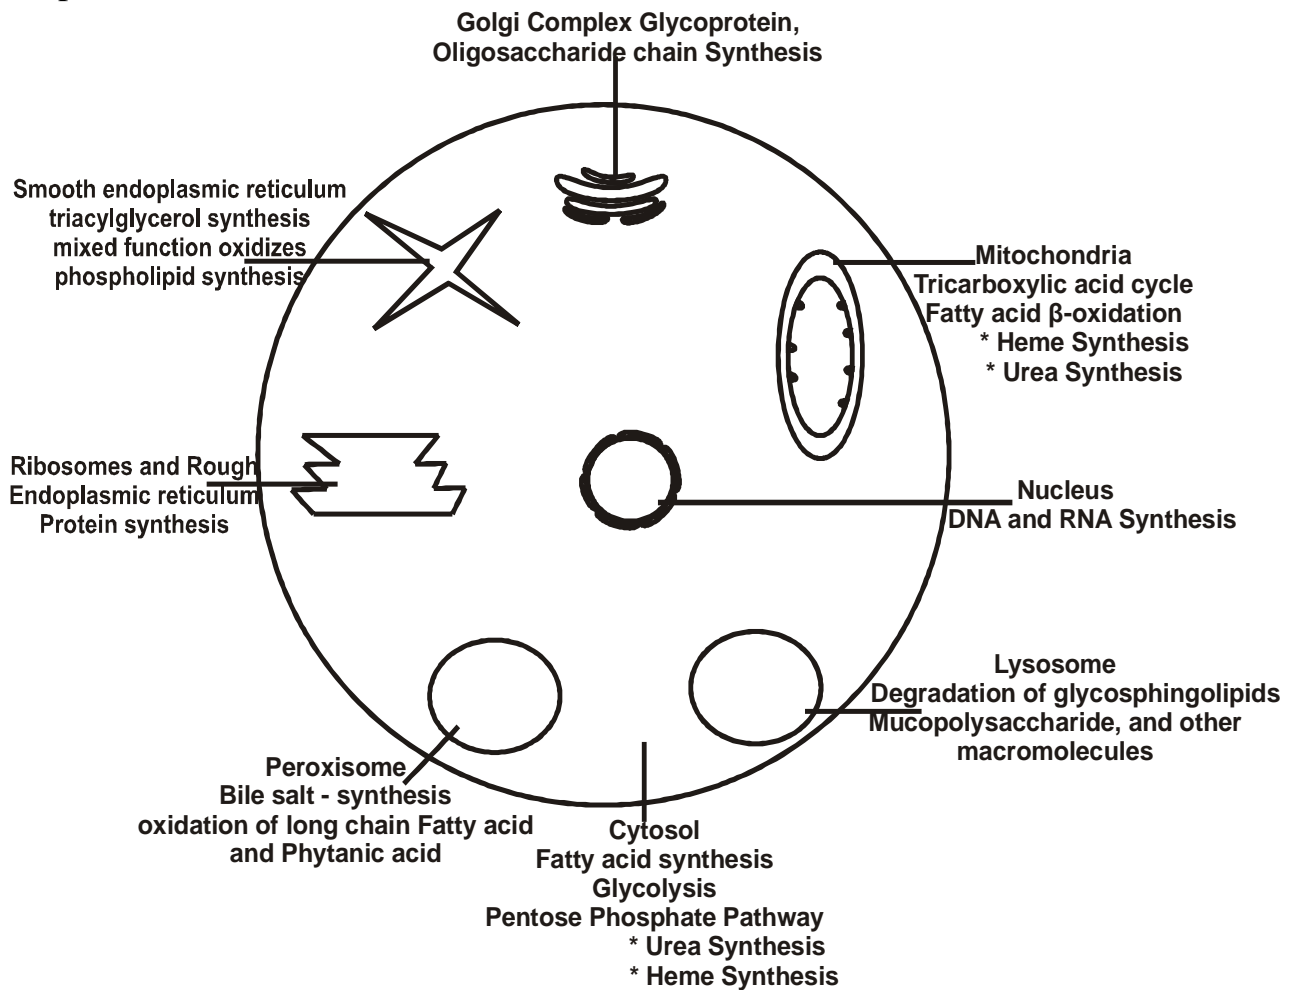 Golgi Complex Glycoprotein,
Oligosaccharide chain Synthesis
Smooth endoplasmic reticulum
triacylglycerol synthesis
mixed function oxidizes
phospholipid synthesis
Mitochondria
Tricarboxylic acid cycle
Fatty acid β-oxidation
* Heme Synthesis
* Urea Synthesis
Ribosomes and Rough
Endoplasmic reticulum
Protein synthesis
Nucleus
DNA and RNA Synthesis
Lysosome
Degradation of glycosphingolipids
Mucopolysaccharide, and other
macromolecules
Peroxisome
Bile salt - synthesis
oxidation of long chain Fatty acid
and Phytanic acid
Cytosol
Fatty acid synthesis
Glycolysis
Pentose Phosphate Pathway
* Urea Synthesis
* Heme Synthesis